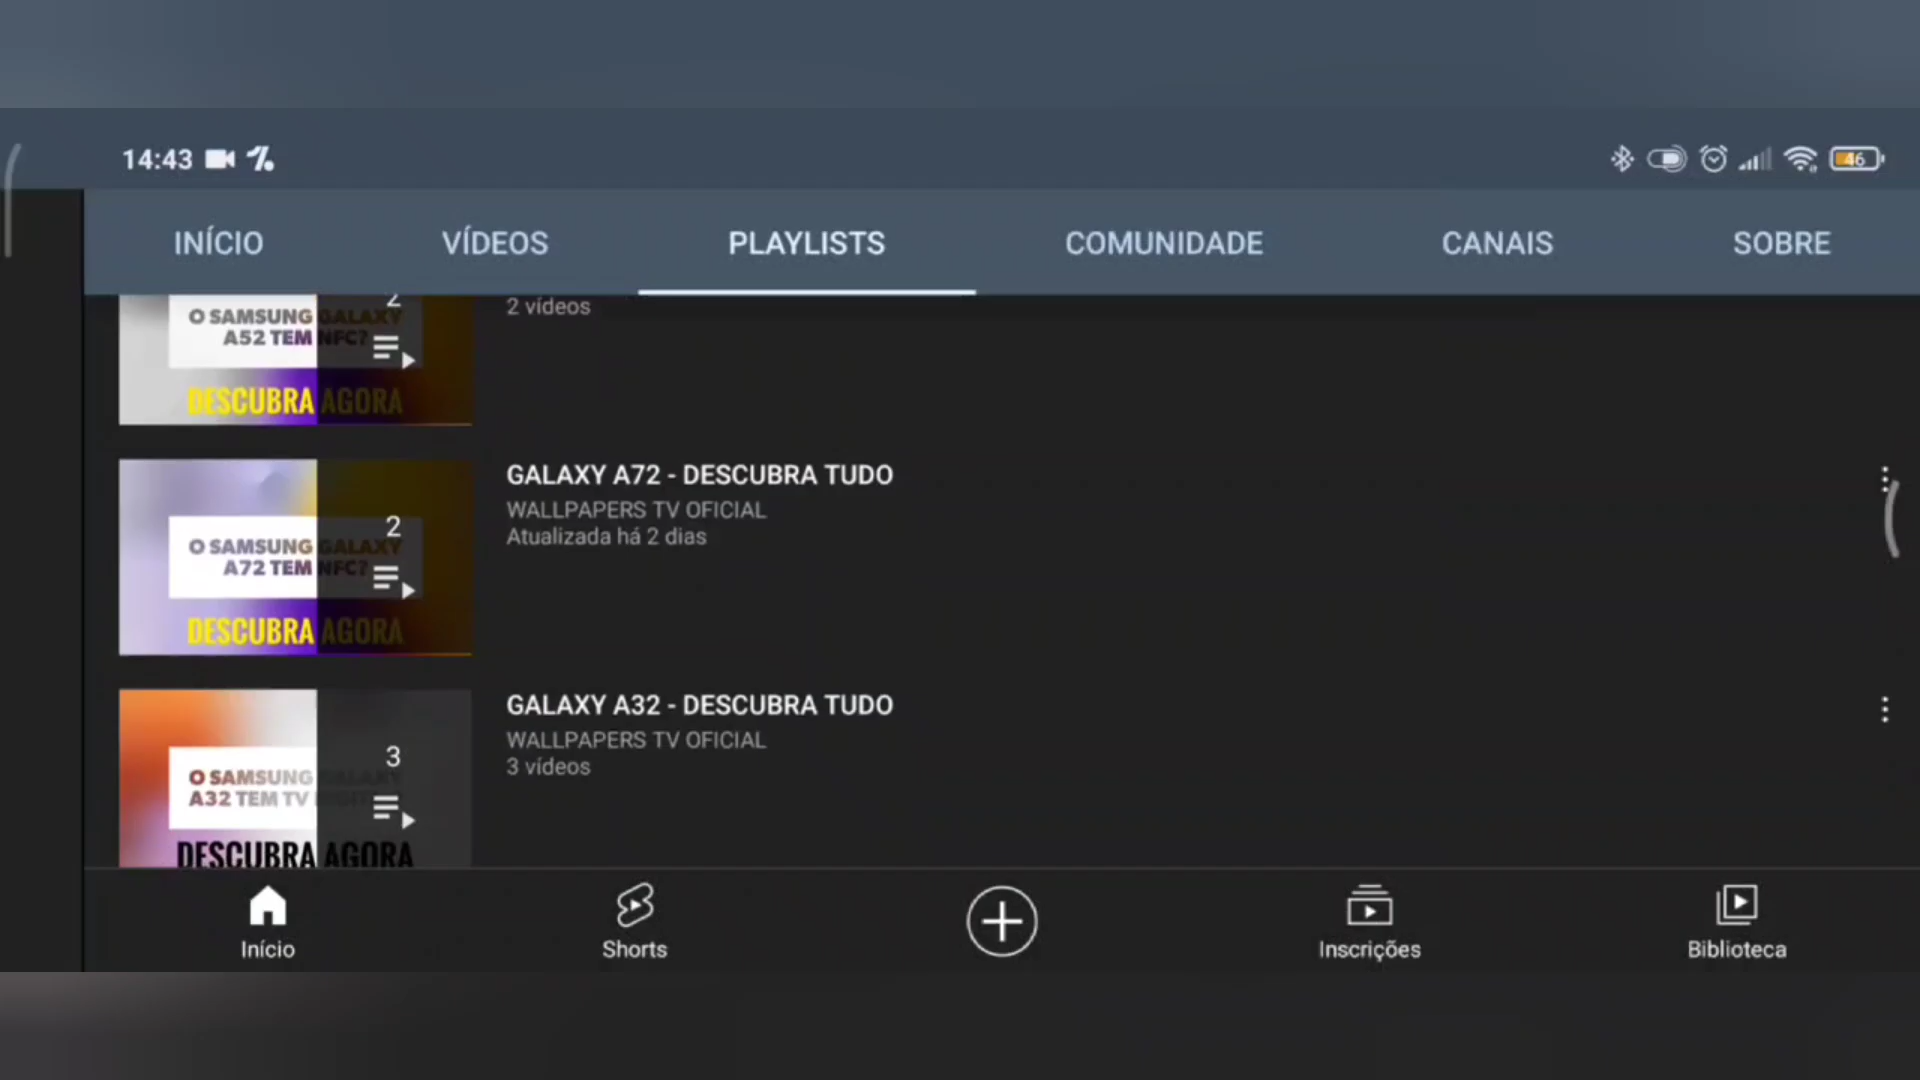 14:43
46
INÍCIO VÍDEOS PLAYLISTS COMUNIDADE CANAIS SOBRE
2
O SAMSUNG GALAXY
A52 TEM NFC?
DESCUBRA AGORA
2 vídeos
2
O SAMSUNG GALAXY
A72 TEM NFC?
DESCUBRA AGORA
GALAXY A72 - DESCUBRA TUDO
WALLPAPERS TV OFICIAL
Atualizada há 2 dias
3
O SAMSUNG GALAXY
A32 TEM TV
DESCUBRA AGORA
GALAXY A32 - DESCUBRA TUDO
WALLPAPERS TV OFICIAL
3 vídeos
Início Shorts Inscrições Biblioteca